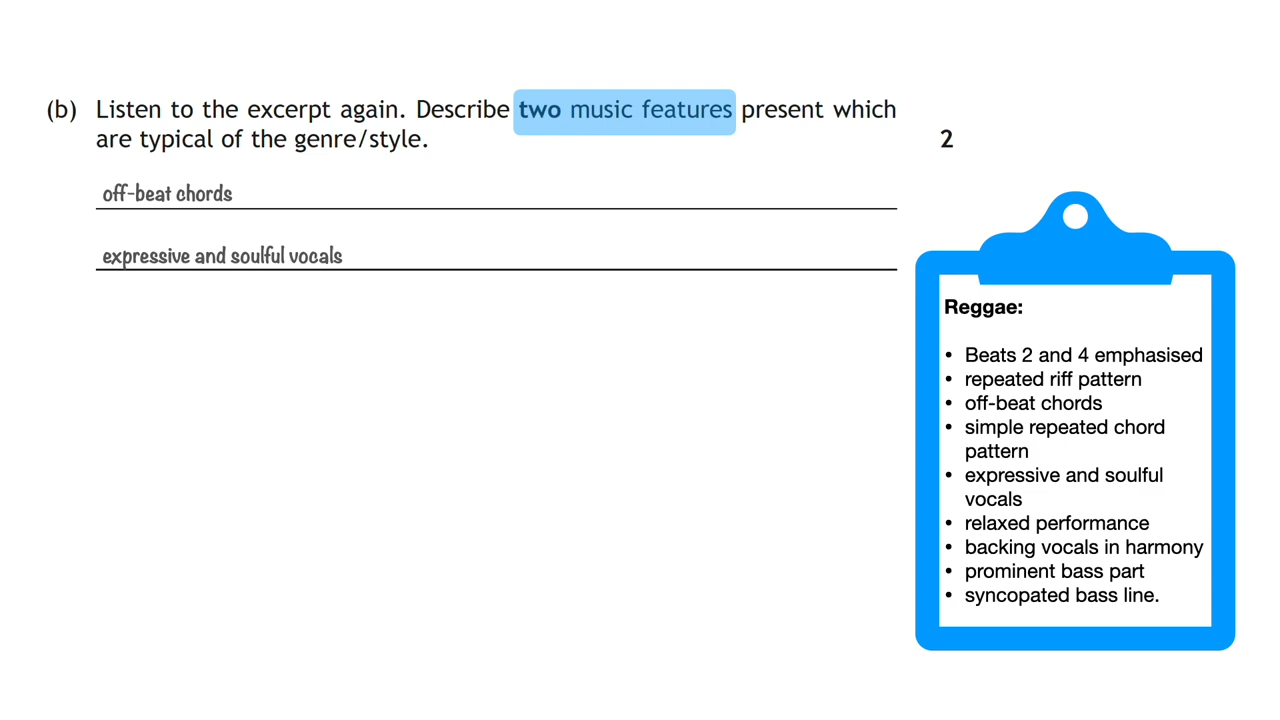 (b) Listen to the excerpt again. Describe two music features present which
are typical of the genre/style.
2
off-beat chords
expressive and soulful vocals
Reggae:
• Beats 2 and 4 emphasised
• repeated riff pattern
• off-beat chords
• simple repeated chord
pattern
• expressive and soulful
vocals
• relaxed performance
• backing vocals in harmony
• prominent bass part
• syncopated bass line.